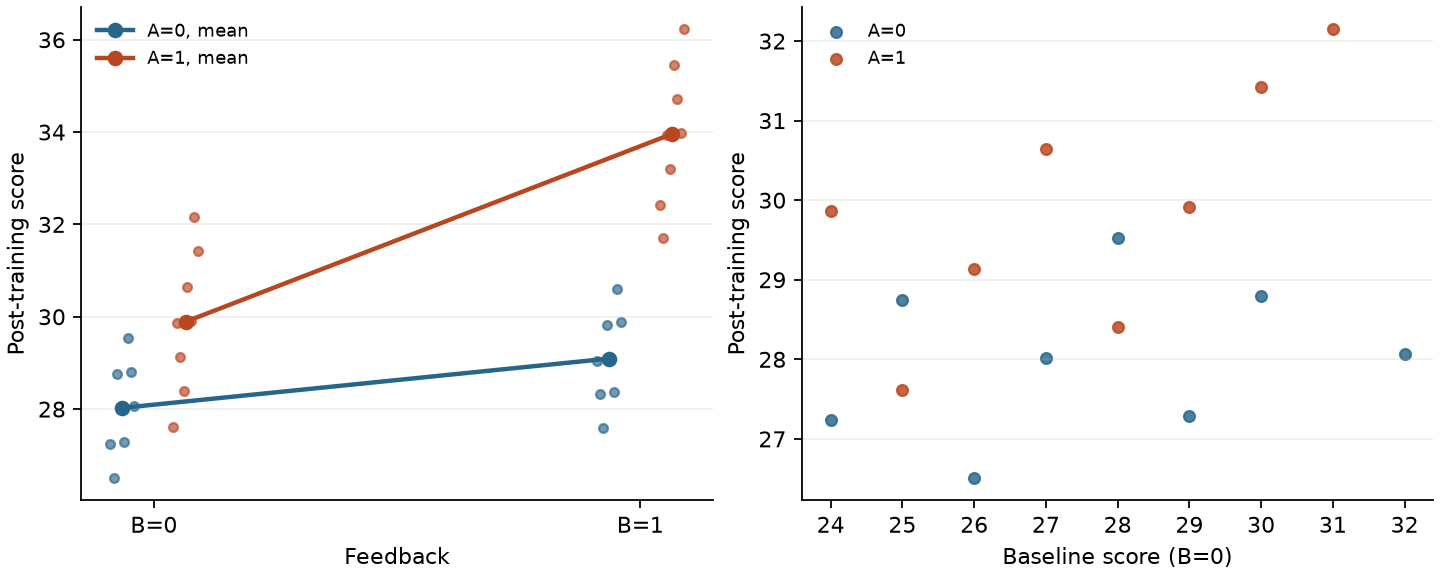 A=0, mean
A=1, mean
36
34
32
30
28
Post-training score
B=0
B=1
Feedback
A=0
A=1
32
31
30
29
28
27
Post-training score
24 25 26 27 28 29 30 31 32
Baseline score (B=0)